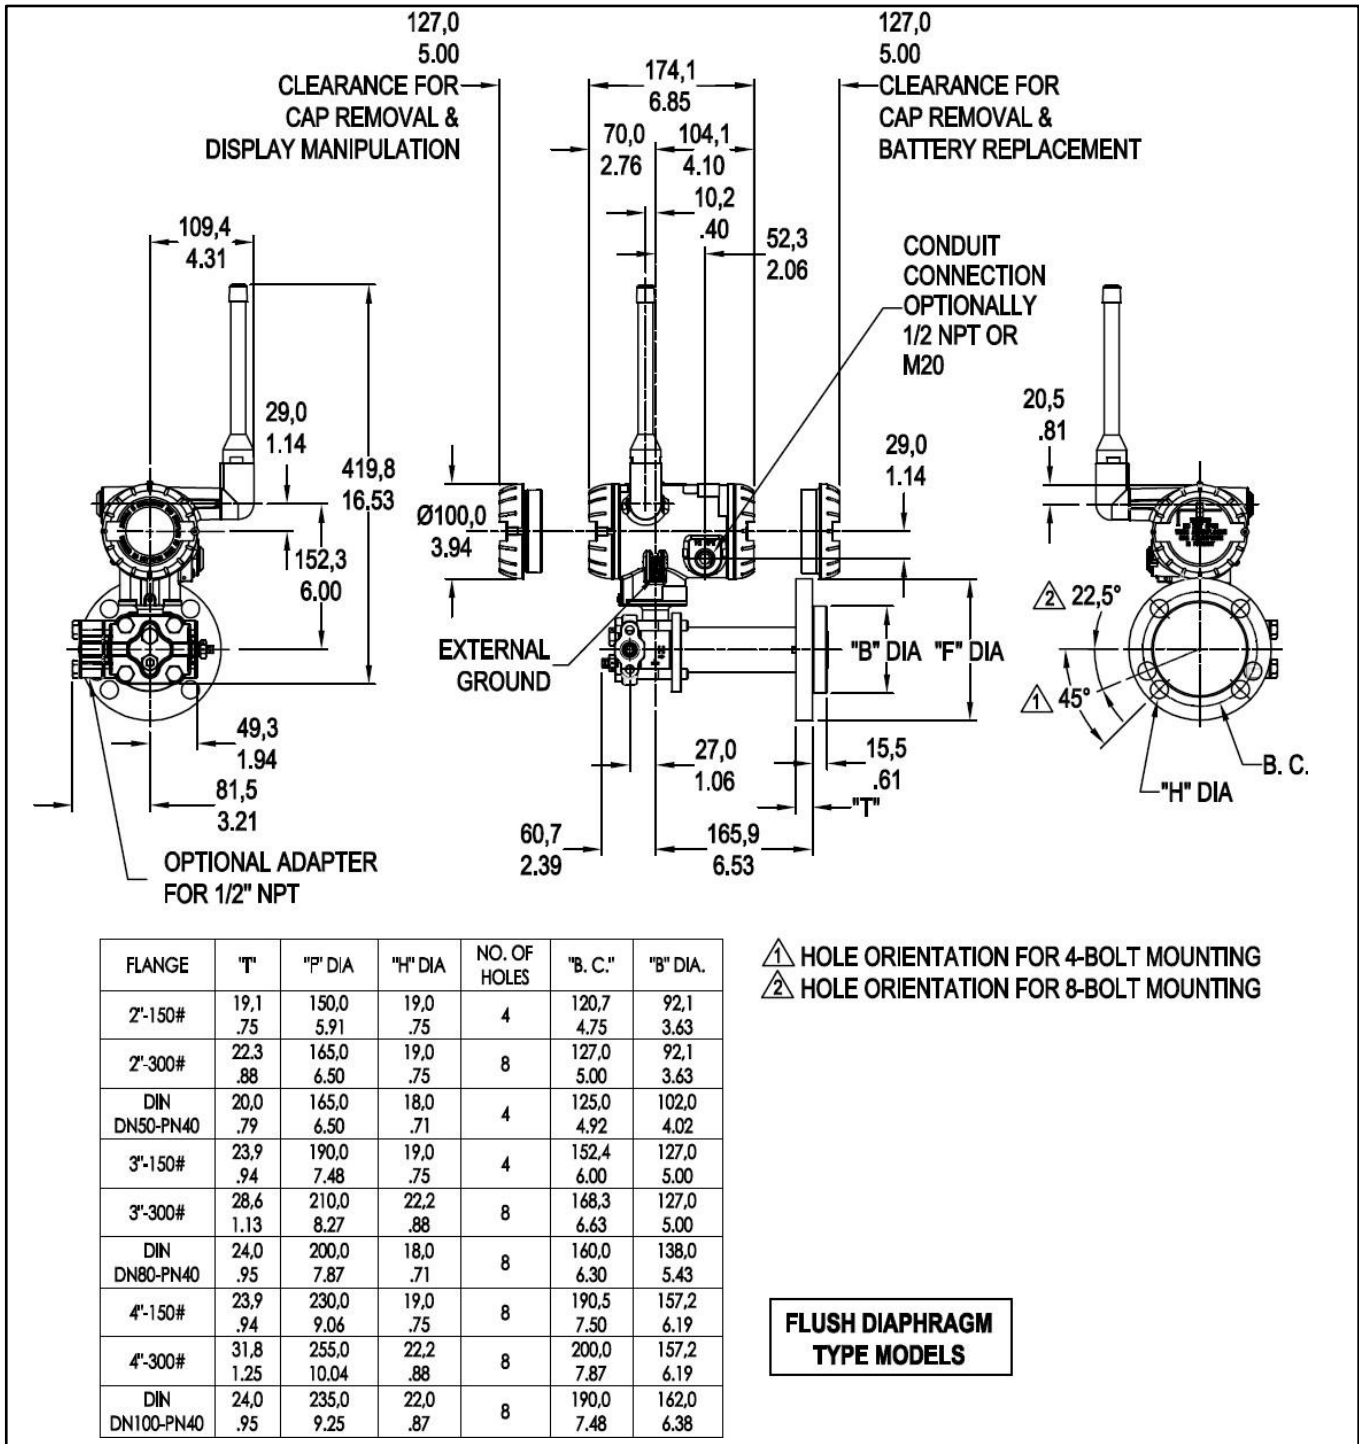 127,0
5.00
CLEARANCE FOR
CAP REMOVAL &
DISPLAY MANIPULATION
174,1
6.85
70,0
2.76
104,1
4.10
10,2
.40
52,3
2.06
127,0
5.00
CLEARANCE FOR
CAP REMOVAL &
BATTERY REPLACEMENT
109,4
4.31
CONDUIT
CONNECTION
OPTIONALLY
1/2 NPT OR
M20
29,0
1.14
419,8
16.53
152,3
6.00
Ø100,0
3.94
29,0
1.14
20,5
.81
EXTERNAL
GROUND
"B" DIA "F" DIA
2 22,5°
1 45°
49,3
1.94
81,5
3.21
27,0
1.06
15,5
.61
"T"
60,7
2.39
165,9
6.53
B. C.
"H" DIA
OPTIONAL ADAPTER
FOR 1/2" NPT
FLANGE "T" "F" DIA "H" DIA NO. OF HOLES "B. C." "B" DIA.
2"-150# 19,1 150,0 19,0 4 120,7 92,1
.75 5.91 .75 4.75 3.63
2"-300# 22.3 165,0 19,0 8 127,0 92,1
.88 6.50 .75 5.00 3.63
DIN DN50-PN40 20,0 165,0 18,0 4 125,0 102,0
.79 6.50 .71 4.92 4.02
3"-150# 23,9 190,0 19,0 4 152,4 127,0
.94 7.48 .75 6.00 5.00
3"-300# 28,6 210,0 22,2 8 168,3 127,0
1.13 8.27 .88 6.63 5.00
DIN DN80-PN40 24,0 200,0 18,0 8 160,0 138,0
.95 7.87 .71 6.30 5.43
4"-150# 23,9 230,0 19,0 8 190,5 157,2
.94 9.06 .75 7.50 6.19
4"-300# 31,8 255,0 22,2 8 200,0 157,2
1.25 10.04 .88 7.87 6.19
DIN DN100-PN40 24,0 235,0 22,0 8 190,0 162,0
.95 9.25 .87 7.48 6.38
1 HOLE ORIENTATION FOR 4-BOLT MOUNTING
2 HOLE ORIENTATION FOR 8-BOLT MOUNTING
FLUSH DIAPHRAGM
TYPE MODELS